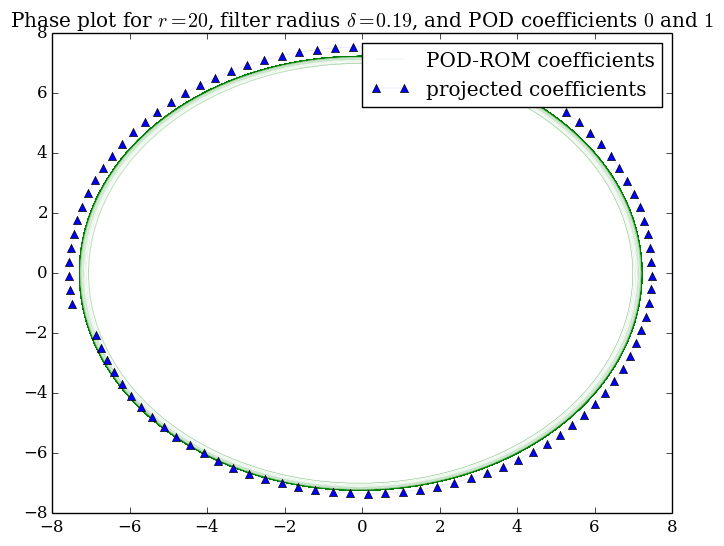 Phase plot for r = 20, filter radius δ = 0.19, and POD coefficients 0 and 1
POD-ROM coefficients
projected coefficients
8
6
4
2
0
−2
−4
−6
−8
−8 −6 −4 −2 0 2 4 6 8